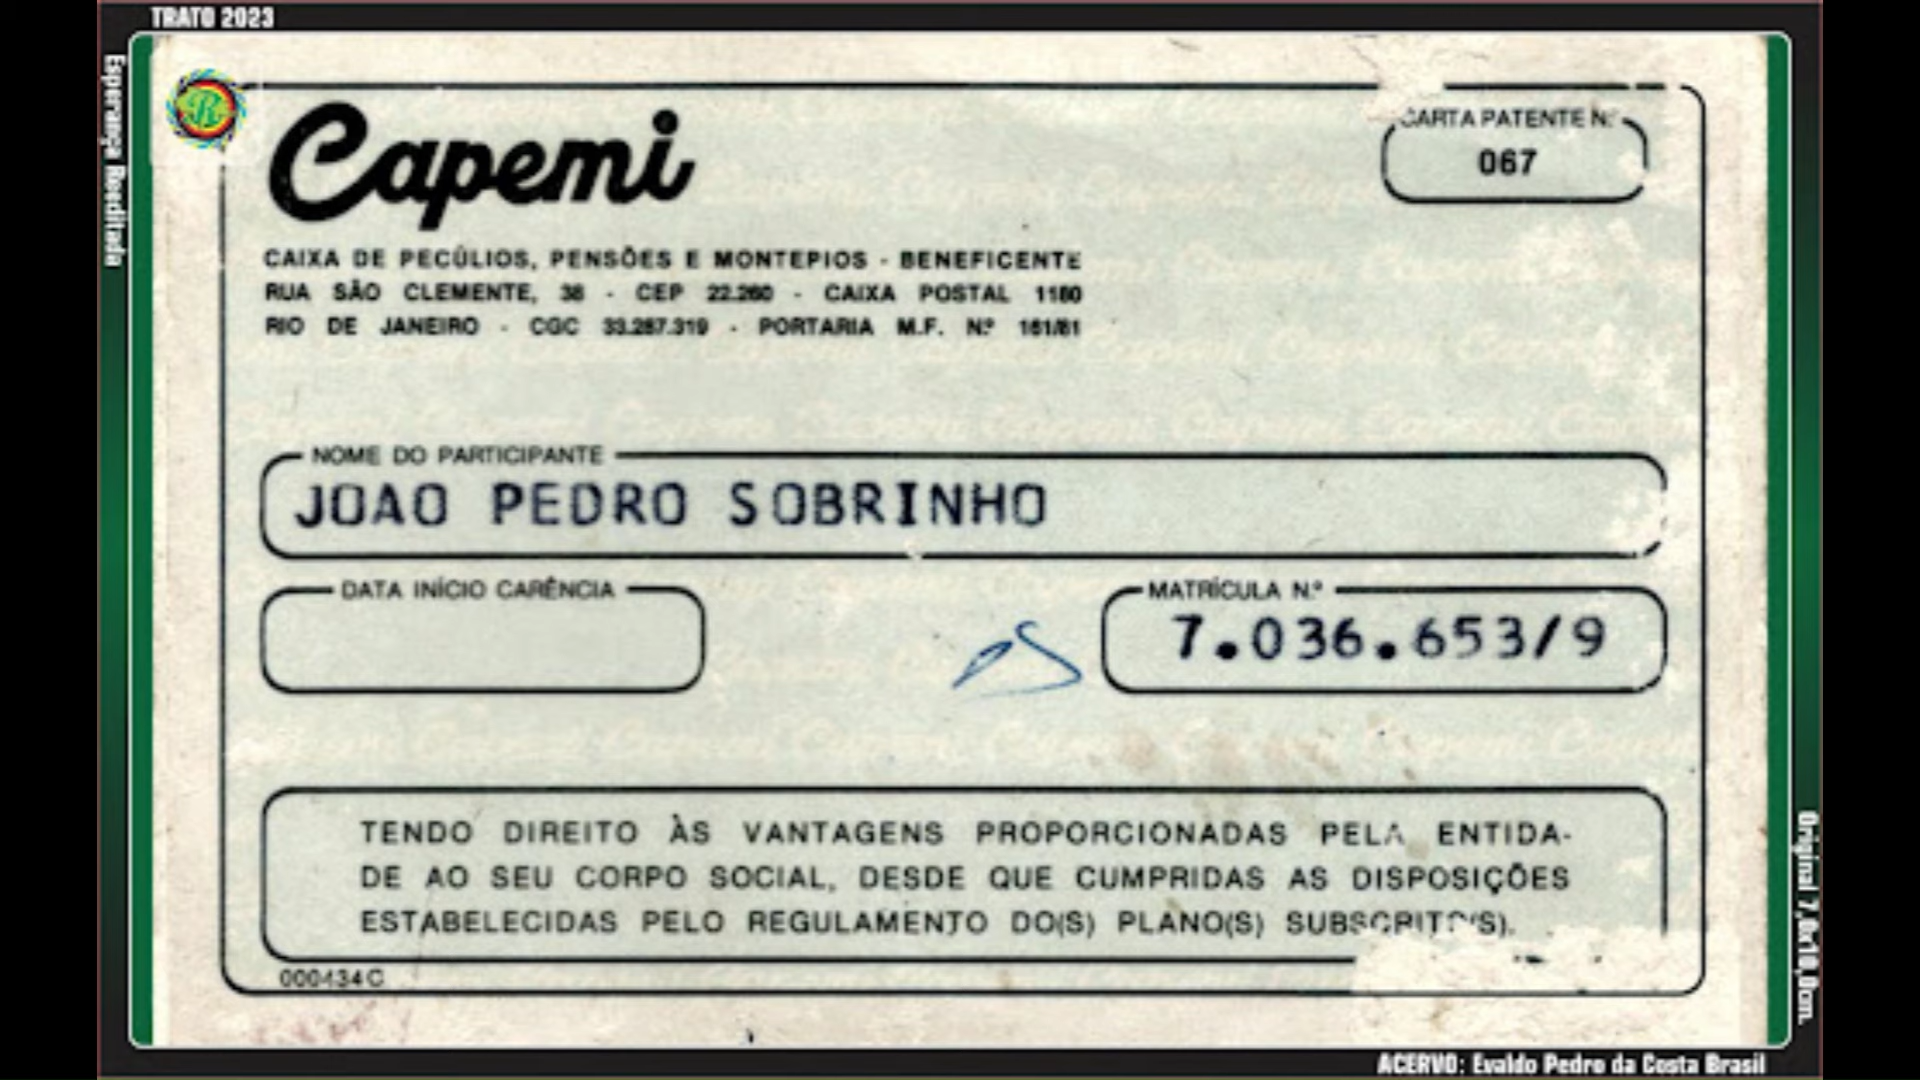 TRATO 2023
Esperança Reeditada
Capemi
CARTA PATENTE N.º
067
CAIXA DE PECÚLIOS, PENSÕES E MONTEPIOS - BENEFICENTE
RUA SÃO CLEMENTE, 38 - CEP 22.260 - CAIXA POSTAL 1160
RIO DE JANEIRO - CGC 33.287.319 - PORTARIA M.F. N.º 161/81
NOME DO PARTICIPANTE
JOAO PEDRO SOBRINHO
DATA INÍCIO CARÊNCIA
MATRÍCULA N.º
7.036.653/9
TENDO DIREITO ÀS VANTAGENS PROPORCIONADAS PELA ENTIDA-
DE AO SEU CORPO SOCIAL, DESDE QUE CUMPRIDAS AS DISPOSIÇÕES
ESTABELECIDAS PELO REGULAMENTO DO(S) PLANO(S) SUBSCRITO(S).
000434C
Original 7,0x10,0cm.
ACERVO: Evaldo Pedro da Costa Brasil